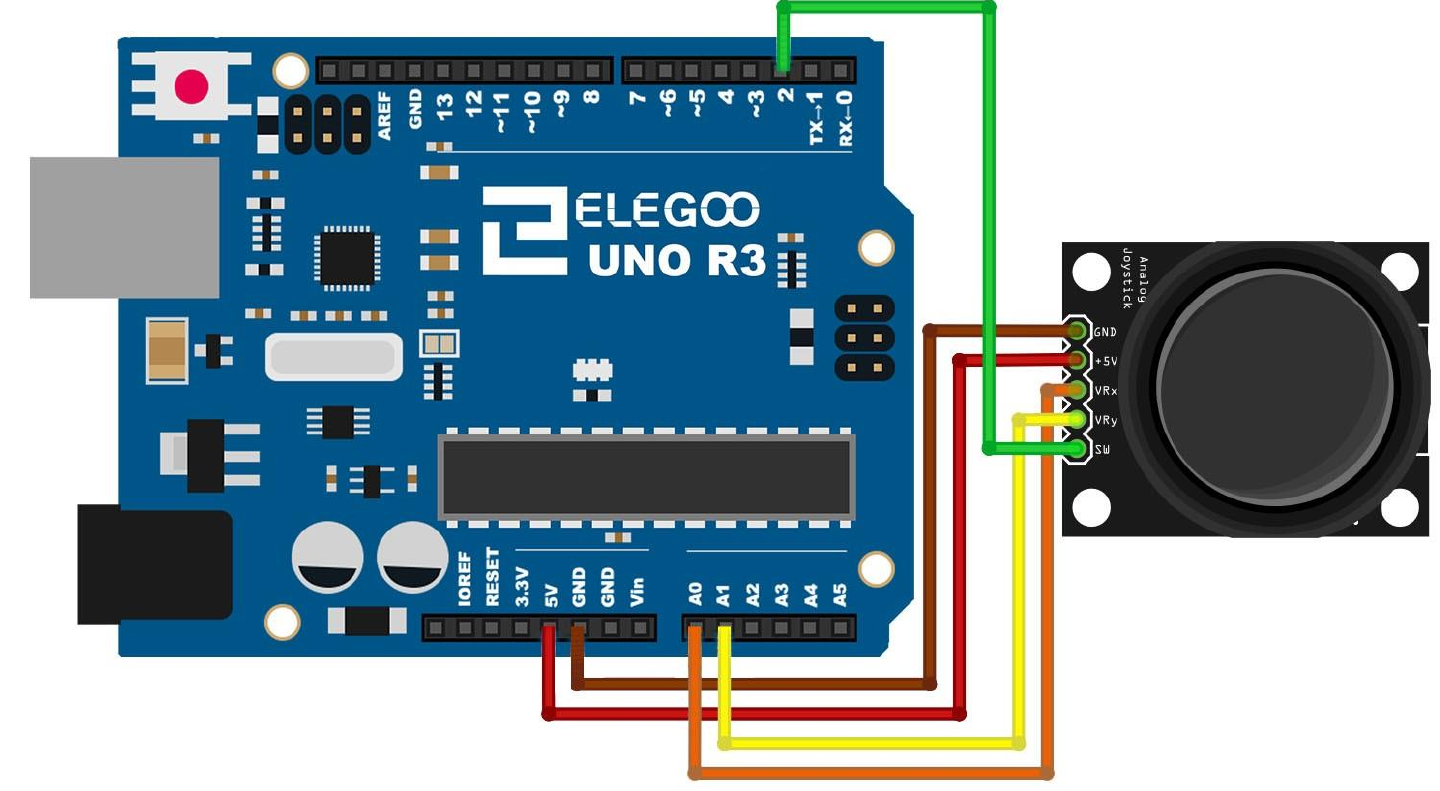 AREF
GND
13
12
~11
~10
~9
8
7
~6
~5
4
~3
2
TX→1
RX←0
ELEGOO
UNO R3
Analog
Joystick
GND
+5V
VRx
VRy
SW
IOREF
RESET
3.3V
5V
GND
GND
Vin
A0
A1
A2
A3
A4
A5